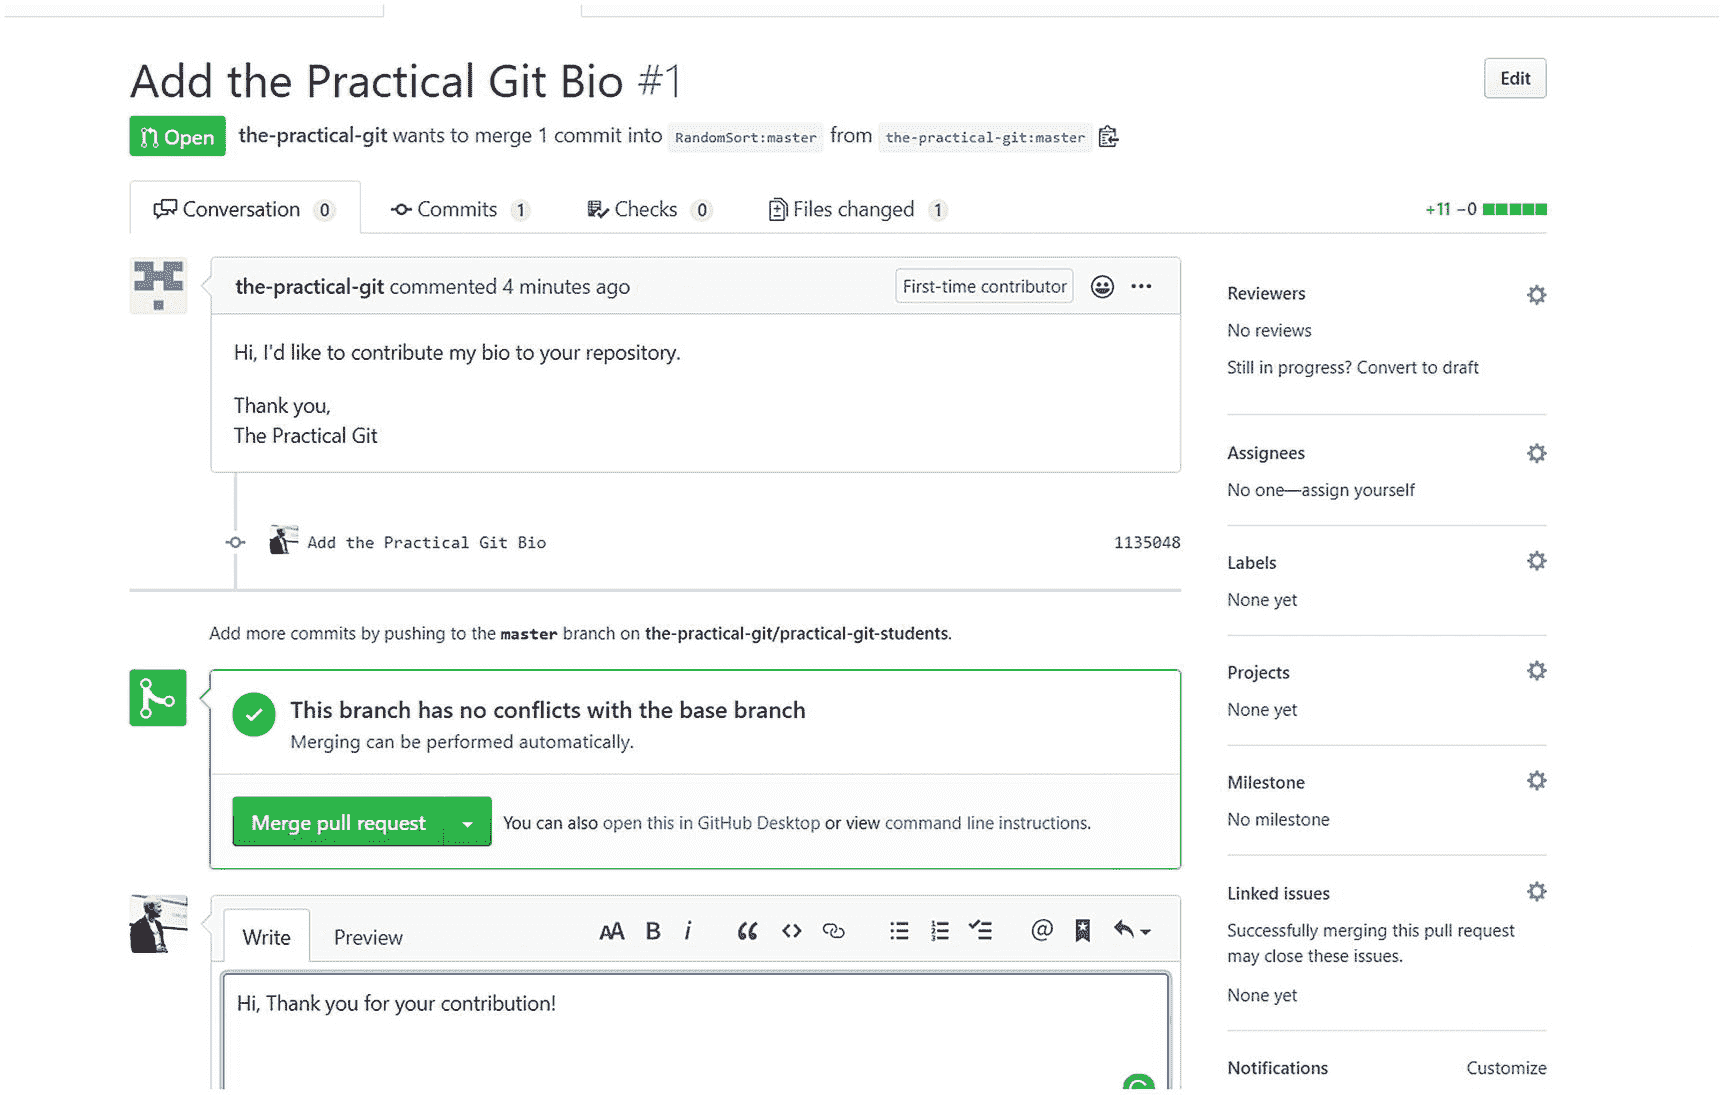 Add the Practical Git Bio #1
Edit
Open the-practical-git wants to merge 1 commit into RandomSort:master from the-practical-git:master
Conversation 0 Commits 1 Checks 0 Files changed 1 +11 −0
the-practical-git commented 4 minutes ago First-time contributor
Hi, I'd like to contribute my bio to your repository.
Thank you,
The Practical Git
Add the Practical Git Bio 1135048
Add more commits by pushing to the master branch on the-practical-git/practical-git-students.
This branch has no conflicts with the base branch
Merging can be performed automatically.
Merge pull request You can also open this in GitHub Desktop or view command line instructions.
Write Preview AA B i
Hi, Thank you for your contribution!
Reviewers
No reviews
Still in progress? Convert to draft
Assignees
No one—assign yourself
Labels
None yet
Projects
None yet
Milestone
No milestone
Linked issues
Successfully merging this pull request
may close these issues.
None yet
Notifications Customize